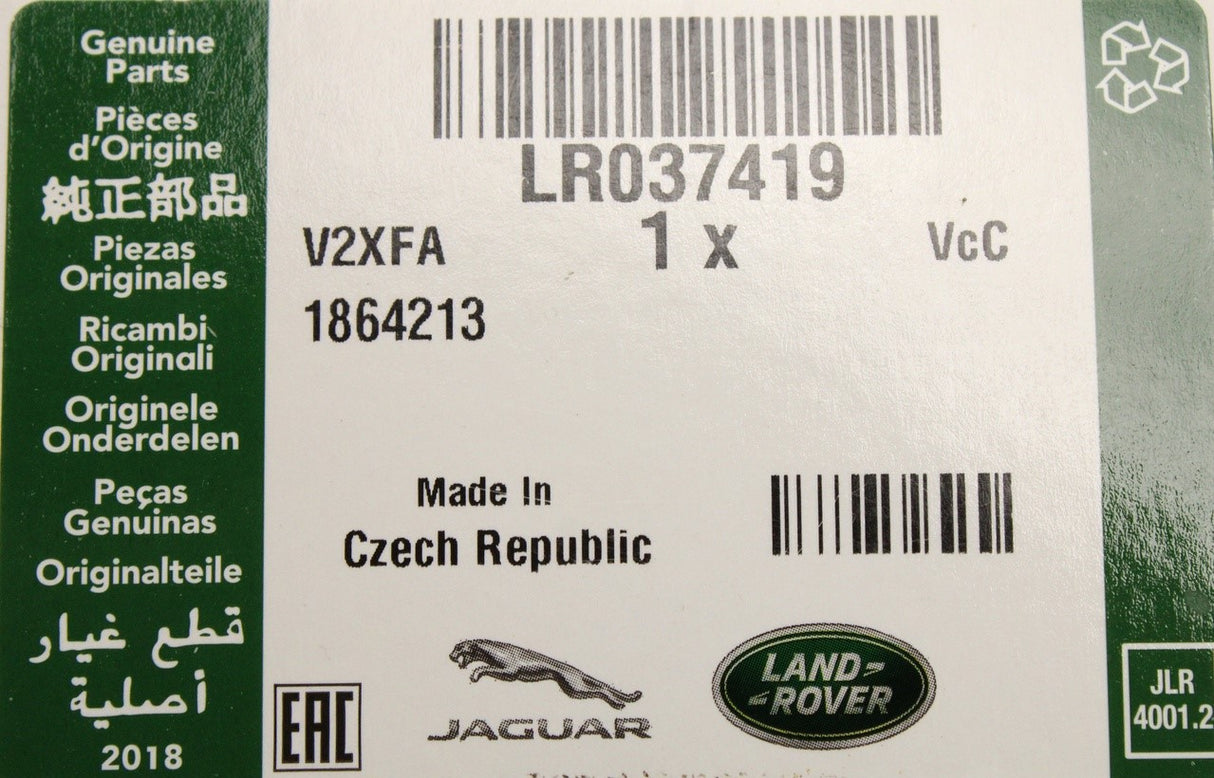 Genuine
Parts
Pièces
d'Origine
純正部品
Piezas
Originales
Ricambi
Originali
Originele
Onderdelen
Peças
Genuinas
Originalteile
قطع غيار
أصلية
2018
LR037419
V2XFA 1 x VcC
1864213
Made In
Czech Republic
EAC
JAGUAR
LAND-
-ROVER
JLR
4001.2